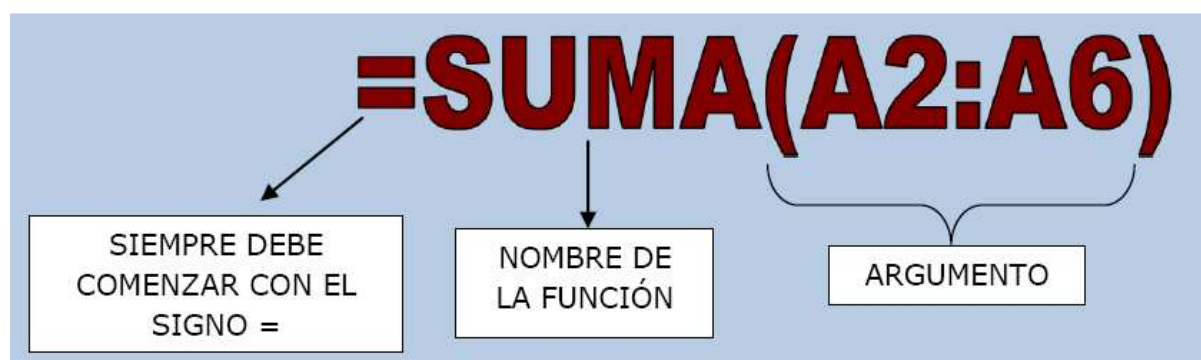 =SUMA(A2:A6)
SIEMPRE DEBE
COMENZAR CON EL
SIGNO =
NOMBRE DE
LA FUNCIÓN
ARGUMENTO